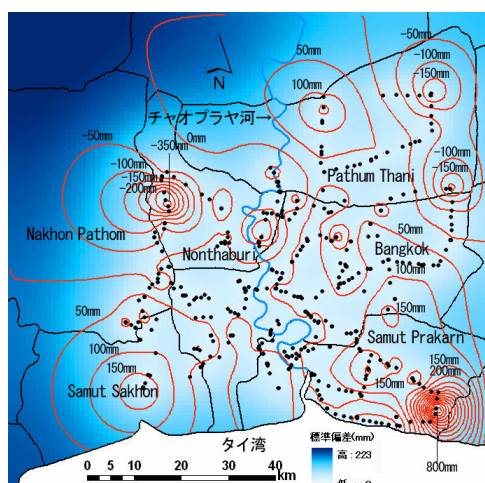 50mm
-50mm
-100mm
-150mm
100mm
N
チャオプラヤ河→
-50mm
0mm
-350mm
-100mm
-150mm
-200mm
Pathum Thani
-100mm
-150mm
Nakhon Pathom
Nonthaburi
50mm
Bangkok
100mm
50mm
100mm
150mm
Samut Sakhon
150mm
Samut Prakarn
150mm
200mm
150mm
タイ湾
800mm
標準偏差(mm)
高 : 223
0 5 10 20 30 40
km